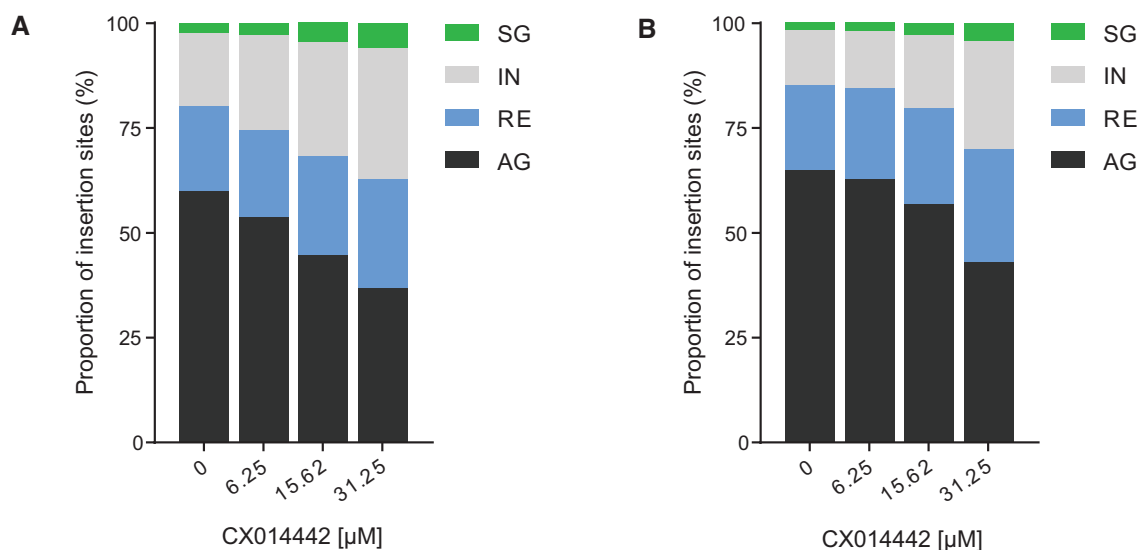 A
Proportion of insertion sites (%)
100
75
50
25
0
0
6.25
15.62
31.25
CX014442 [µM]
SG
IN
RE
AG
B
Proportion of insertion sites (%)
100
75
50
25
0
0
6.25
15.62
31.25
CX014442 [µM]
SG
IN
RE
AG